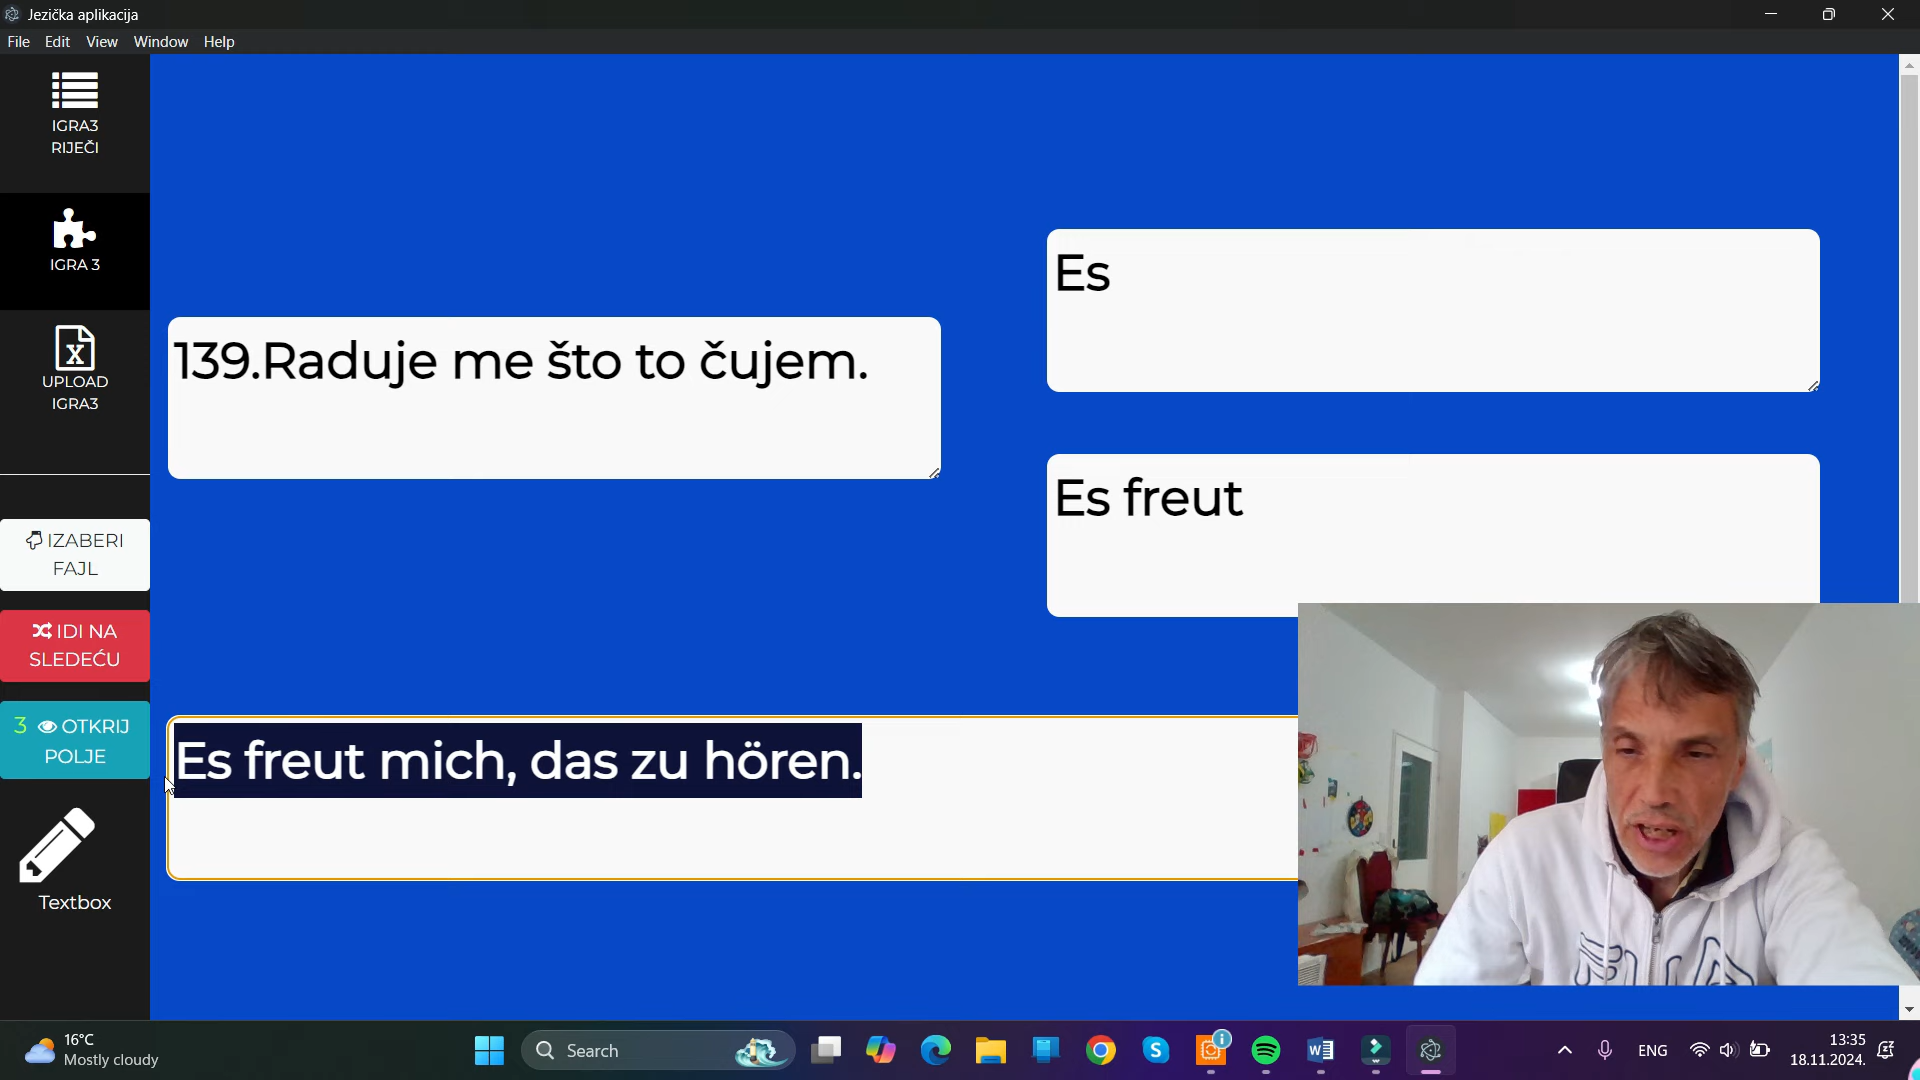 Jezička aplikacija
File Edit View Window Help
IGRA3
RIJEČI
IGRA 3
UPLOAD
IGRA3
IZABERI
FAJL
IDI NA
SLEDEĆU
3 OTKRIJ
POLJE
Textbox
139.Raduje me što to čujem.
Es
Es freut
Es freut mich, das zu hören.
16°C
Mostly cloudy
Search
ENG
13:35
18.11.2024.